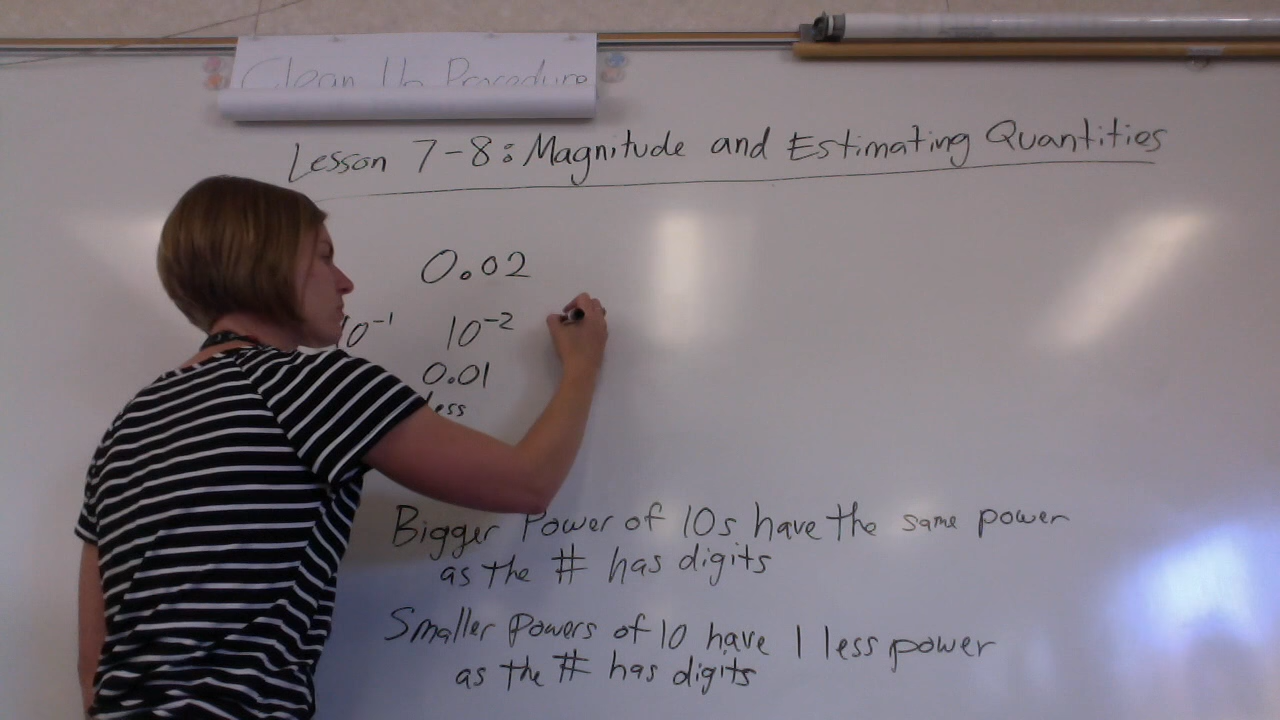 Clean Up Procedure
Lesson 7-8: Magnitude and Estimating Quantities
0.02
10⁻¹ 10⁻²
0.01
less
Bigger Power of 10s have the same power
as the # has digits
Smaller Powers of 10 have 1 less power
as the # has digits